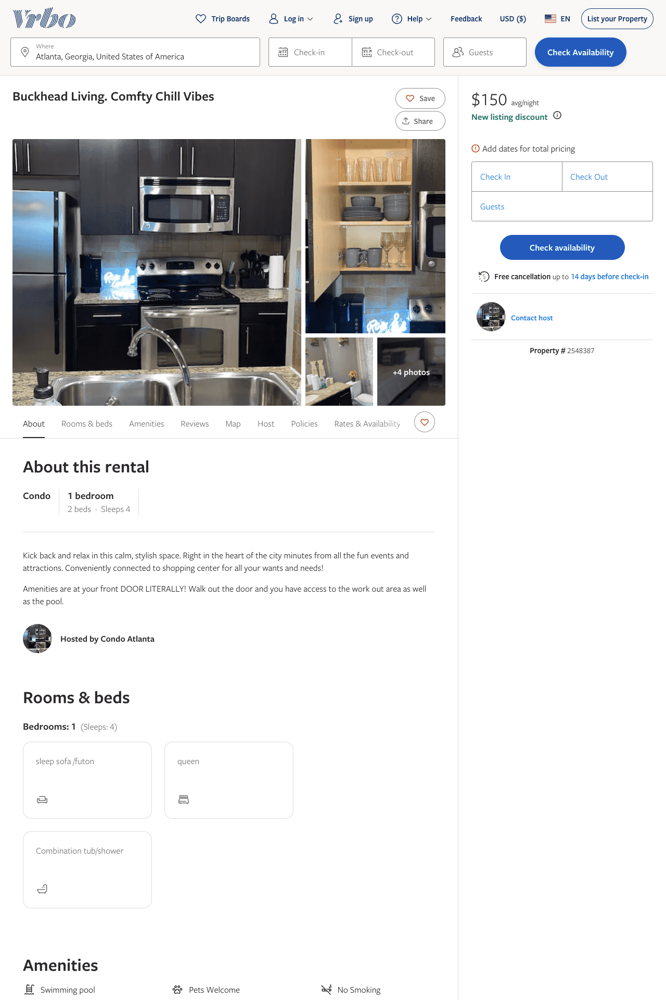 Vrbo
Trip Boards
Log in
Sign up
Help
Feedback
USD ($)
EN
List your Property
Where
Atlanta, Georgia, United States of America
Check-in
Check-out
Guests
Check Availability
Buckhead Living. Comfty Chill Vibes
Save
Share
$150 avg/night
New listing discount
Add dates for total pricing
Check In
Check Out
Guests
Check availability
Free cancellation up to 14 days before check-in
Contact host
Property # 2548387
+4 photos
About
Rooms & beds
Amenities
Reviews
Map
Host
Policies
Rates & Availability
About this rental
Condo
1 bedroom
2 beds · Sleeps 4
Kick back and relax in this calm, stylish space. Right in the heart of the city minutes from all the fun events and
attractions. Conveniently connected to shopping center for all your wants and needs!
Amenities are at your front DOOR LITERALLY! Walk out the door and you have access to the work out area as well
as the pool.
Hosted by Condo Atlanta
Rooms & beds
Bedrooms: 1 (Sleeps: 4)
sleep sofa /futon
queen
Combination tub/shower
Amenities
Swimming pool
Pets Welcome
No Smoking